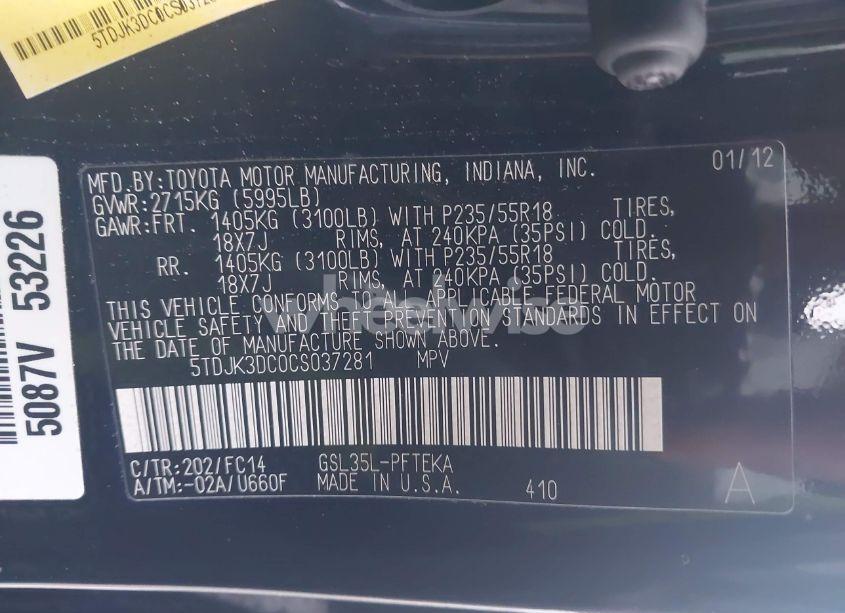 5TDJK3DC0CS03728
MFD.BY:TOYOTA MOTOR MANUFACTURING, INDIANA, INC. 01/12
GVWR:2715KG (5995LB)
GAWR:FRT. 1405KG (3100LB) WITH P235/55R18 TIRES,
18X7J RIMS, AT 240KPA (35PSI) COLD.
RR. 1405KG (3100LB) WITH P235/55R18 TIRES,
18X7J RIMS, AT 240KPA (35PSI) COLD.
THIS VEHICLE CONFORMS TO ALL APPLICABLE FEDERAL MOTOR
VEHICLE SAFETY AND THEFT PREVENTION STANDARDS IN EFFECT ON
THE DATE OF MANUFACTURE SHOWN ABOVE.
5TDJK3DC0CS037281 MPV
C/TR:202/FC14 GSL35L-PFTEKA
A/TM:-02A/U660F MADE IN U.S.A. 410 A
5087V 53226
wheelwise